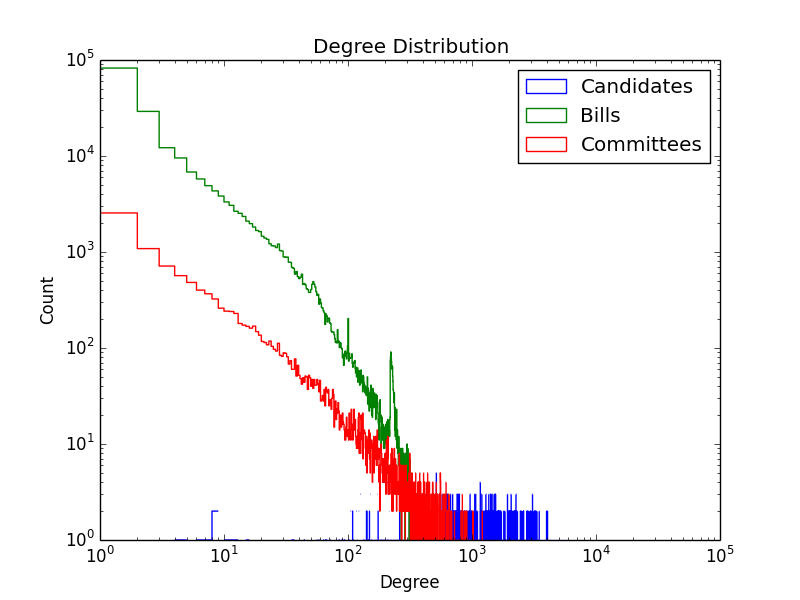 Degree Distribution
Candidates
Bills
Committees
10^5
10^4
10^3
10^2
10^1
10^0
Count
10^0 10^1 10^2 10^3 10^4 10^5
Degree